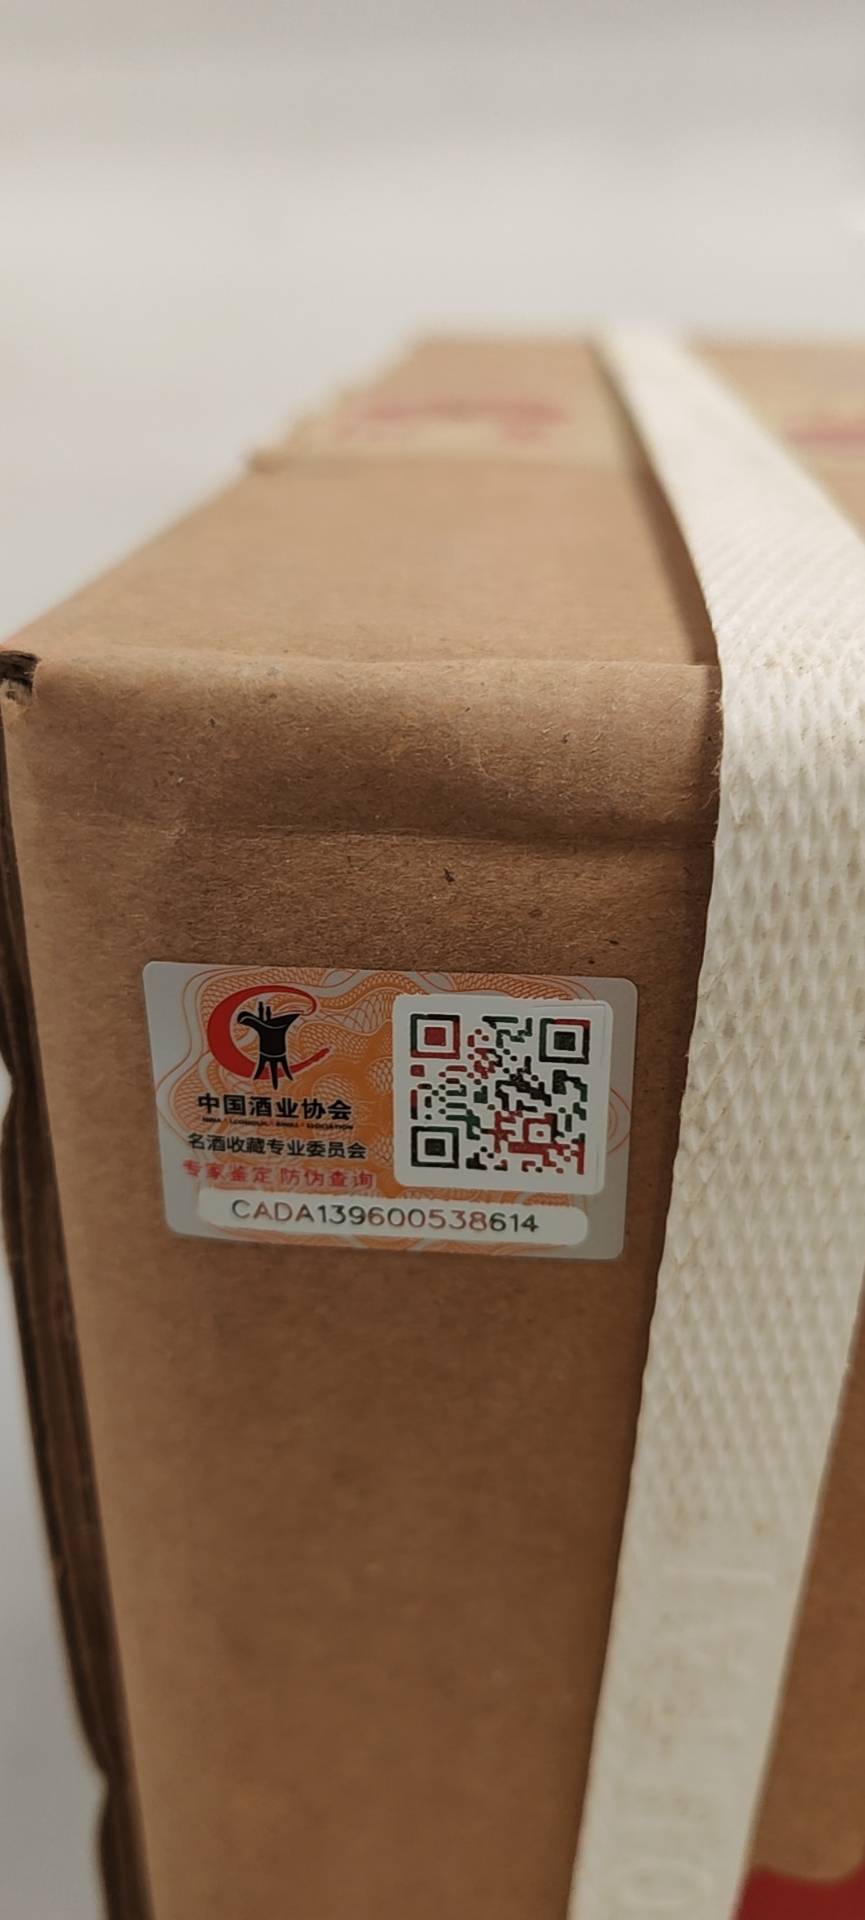 中国酒业协会
名酒收藏专业委员会
专家鉴定 防伪查询
CADA139600538614